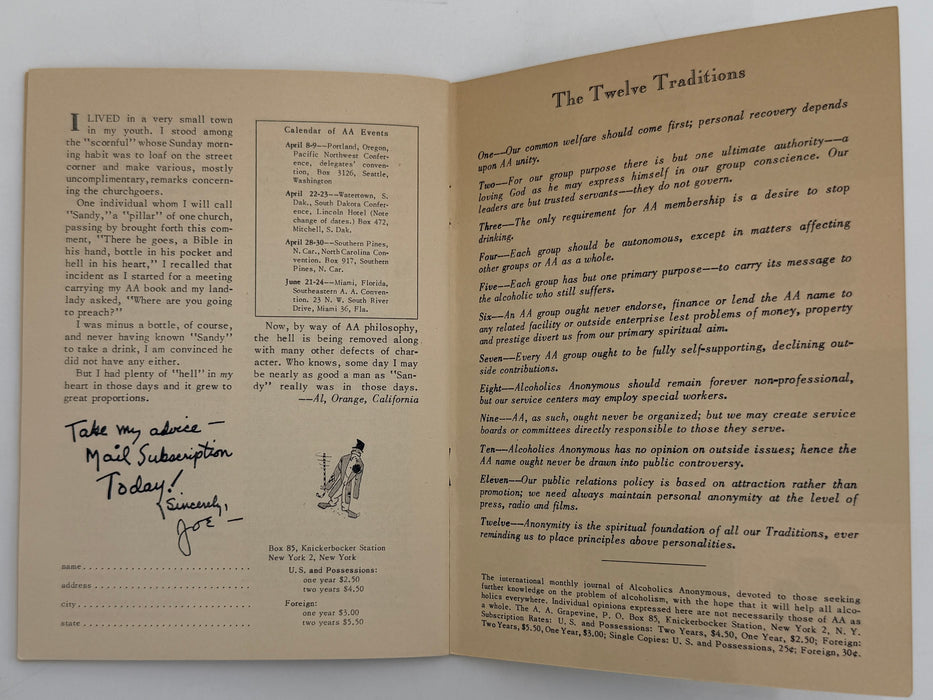 I LIVED in a very small town
in my youth. I stood among
the "scornful" whose Sunday mor-
ning habit was to loaf on the street
corner and make various, mostly
uncomplimentary, remarks concern-
ing the churchgoers.
One individual whom I will call
"Sandy," a "pillar" of one church,
passing by brought forth this com-
ment, "There he goes, a Bible in
his hand, bottle in his pocket and
hell in his heart," I recalled that
incident as I started for a meeting
carrying my AA book and my land-
lady asked, "Where are you going
to preach?"
I was minus a bottle, of course,
and never having known "Sandy"
to take a drink, I am convinced he
did not have any either.
But I had plenty of "hell" in my
heart in those days and it grew to
great proportions.
Take my advice —
Mail Subscription
Today!
Sincerely,
JOE —
name
address
city
state
Calendar of AA Events
April 8-9--Portland, Oregon,
Pacific Northwest Confer-
ence, delegates' conven-
tion, Box 3126, Seattle,
Washington
April 22-23--Watertown, S.
Dak., South Dakota Confer-
ence, Lincoln Hotel (Note
change of dates.) Box 472,
Mitchell, S. Dak.
April 28-30--Southern Pines,
N. Car., North Carolina Con-
vention. Box 917, Southern
Pines, N. Car.
June 21-24--Miami, Florida,
Southeastern A. A. Conven-
tion. 23 N. W. South River
Drive, Miami 36, Fla.
Now, by way of AA philosophy,
the hell is being removed along
with many other defects of char-
acter. Who knows, some day I may
be nearly as good a man as "San-
dy" really was in those days.
--Al, Orange, California
Box 85, Knickerbocker Station
New York 2, New York
U.S. and Possessions:
one year $2.50
two years $4.50
Foreign:
one year $3.00
two years $5.50
The Twelve Traditions
One--Our common welfare should come first; personal recovery depends
upon AA unity.
Two--For our group purpose there is but one ultimate authority--a
loving God as he may express himself in our group conscience. Our
leaders are but trusted servants--they do not govern.
Three--The only requirement for AA membership is a desire to stop
drinking.
Four--Each group should be autonomous, except in matters affecting
other groups or AA as a whole.
Five--Each group has but one primary purpose--to carry its message to
the alcoholic who still suffers.
Six--An AA group ought never endorse, finance or lend the AA name to
any related facility or outside enterprise lest problems of money, property
and prestige divert us from our primary spiritual aim.
Seven--Every AA group ought to be fully self-supporting, declining out-
side contributions.
Eight--Alcoholics Anonymous should remain forever non-professional,
but our service centers may employ special workers.
Nine--AA, as such, ought never be organized; but we may create service
boards or committees directly responsible to those they serve.
Ten--Alcoholics Anonymous has no opinion on outside issues; hence the
AA name ought never be drawn into public controversy.
Eleven--Our public relations policy is based on attraction rather than
promotion; we need always maintain personal anonymity at the level of
press, radio and films.
Twelve--Anonymity is the spiritual foundation of all our Traditions, ever
reminding us to place principles above personalities.
The international monthly journal of Alcoholics Anonymous, devoted to those seeking
further knowledge on the problem of alcoholism, with the hope that it will help all alco-
holics everywhere. Individual opinions expressed here are not necessarily those of AA as
a whole. The A. A. Grapevine, P. O. Box 85, Knickerbocker Station, New York 2, N. Y.
Subscription Rates: U. S. and Possessions: Two Years, $4.50, One Year, $2.50; Foreign:
Two Years, $5.50, One Year, $3.00; Single Copies: U. S. and Possessions, 25¢; Foreign, 30¢.